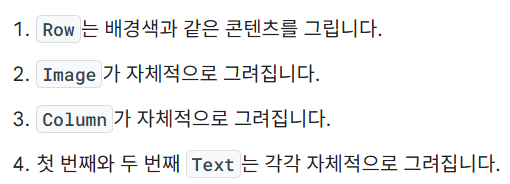 1. Row는 배경색과 같은 콘텐츠를 그립니다.
2. Image가 자체적으로 그려집니다.
3. Column가 자체적으로 그려집니다.
4. 첫 번째와 두 번째 Text는 각각 자체적으로 그려집니다.